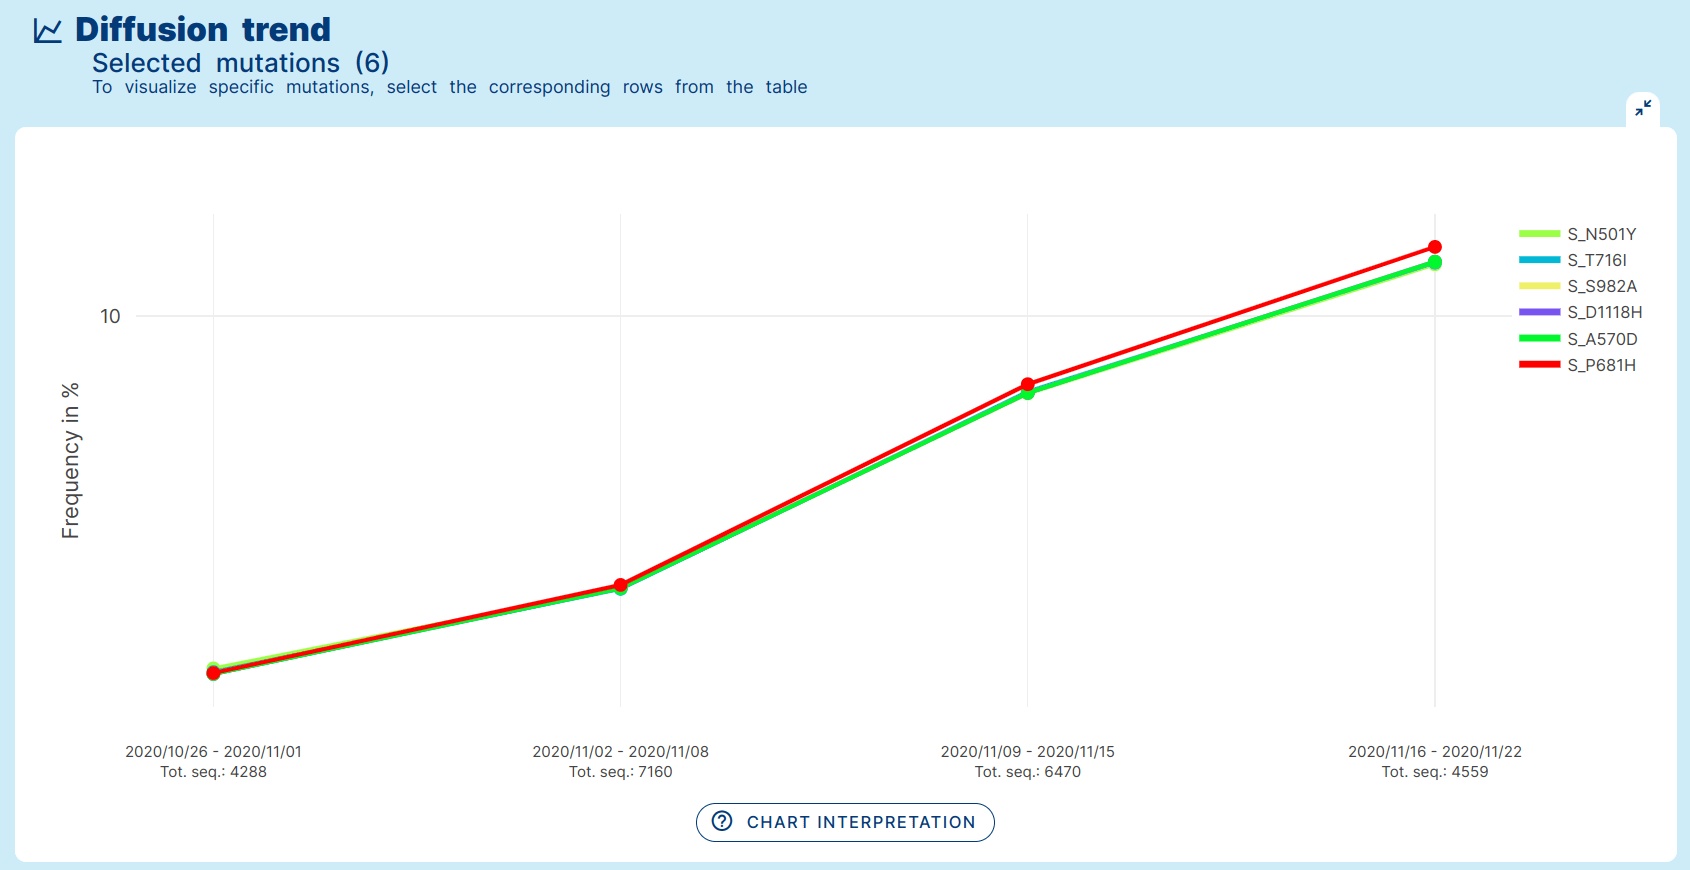 Diffusion trend
Selected mutations (6)
To visualize specific mutations, select the corresponding rows from the table
10
Frequency in %
S_N501Y
S_T716I
S_S982A
S_D1118H
S_A570D
S_P681H
2020/10/26 - 2020/11/01
Tot. seq.: 4288
2020/11/02 - 2020/11/08
Tot. seq.: 7160
2020/11/09 - 2020/11/15
Tot. seq.: 6470
2020/11/16 - 2020/11/22
Tot. seq.: 4559
CHART INTERPRETATION